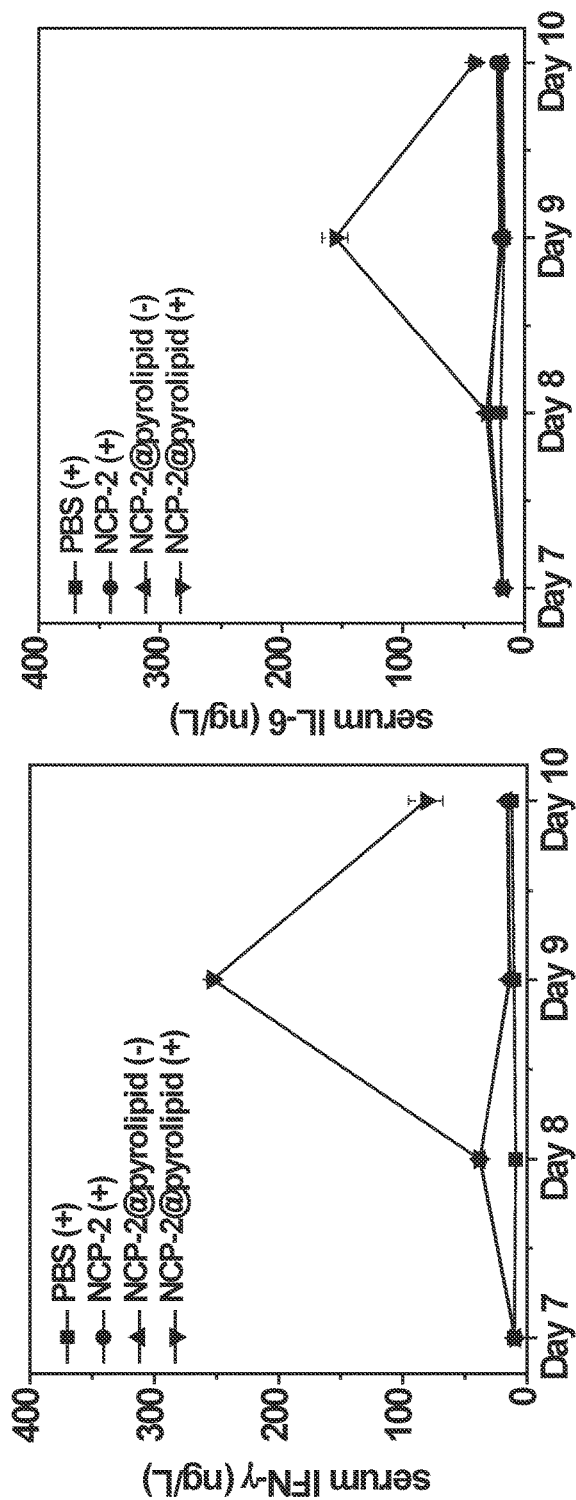 400
300
200
100
0
serum IFN-γ (ng/L)
PBS (+)
NCP-2 (+)
NCP-2@pyrolipid (-)
NCP-2@pyrolipid (+)
Day 7
Day 8
Day 9
Day 10
400
300
200
100
0
serum IL-6 (ng/L)
PBS (+)
NCP-2 (+)
NCP-2@pyrolipid (-)
NCP-2@pyrolipid (+)
Day 7
Day 8
Day 9
Day 10